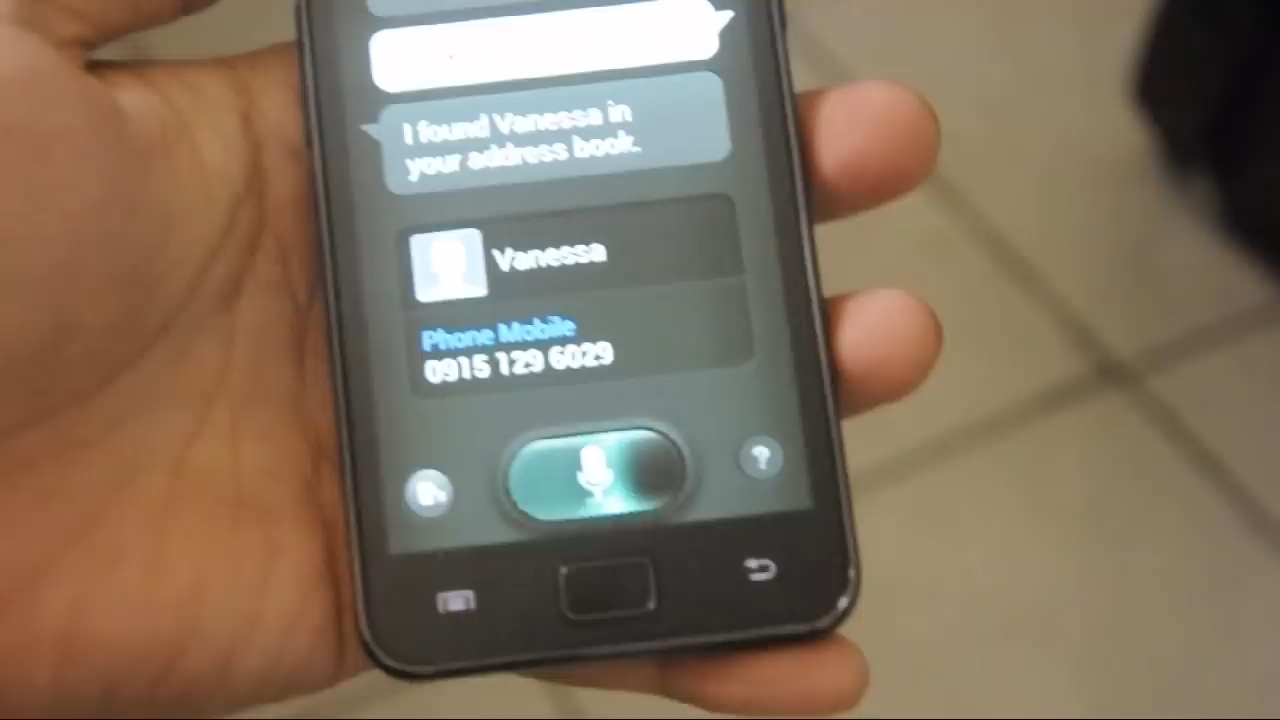 I found Vanessa in
your address book.
Vanessa
Phone Mobile
0915 129 6029
?